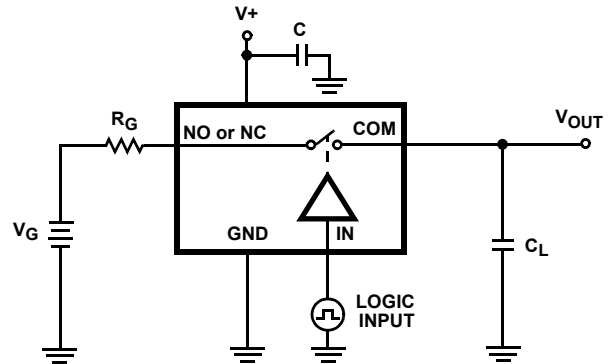 V+
C
RG
NO or NC
COM
VOUT
VG
GND
IN
CL
LOGIC
INPUT